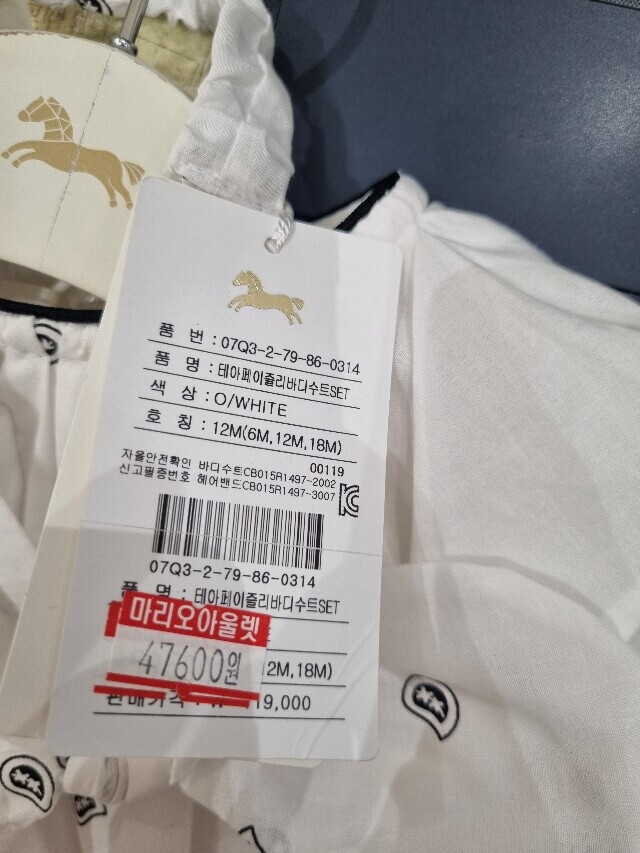 품 번 : 07Q3-2-79-86-0314
품 명 : 테아페이즐리바디수트SET
색 상 : O/WHITE
호 칭 : 12M(6M,12M,18M)
00119
자율안전확인 바디수트CB015R1497-2002
신고필증번호 헤어밴드CB015R1497-3007
07Q3-2-79-86-0314
품 명 : 테아페이즐리바디수트SET
마리오아울렛
47600원
12M,18M)
판매가격 : 19,000